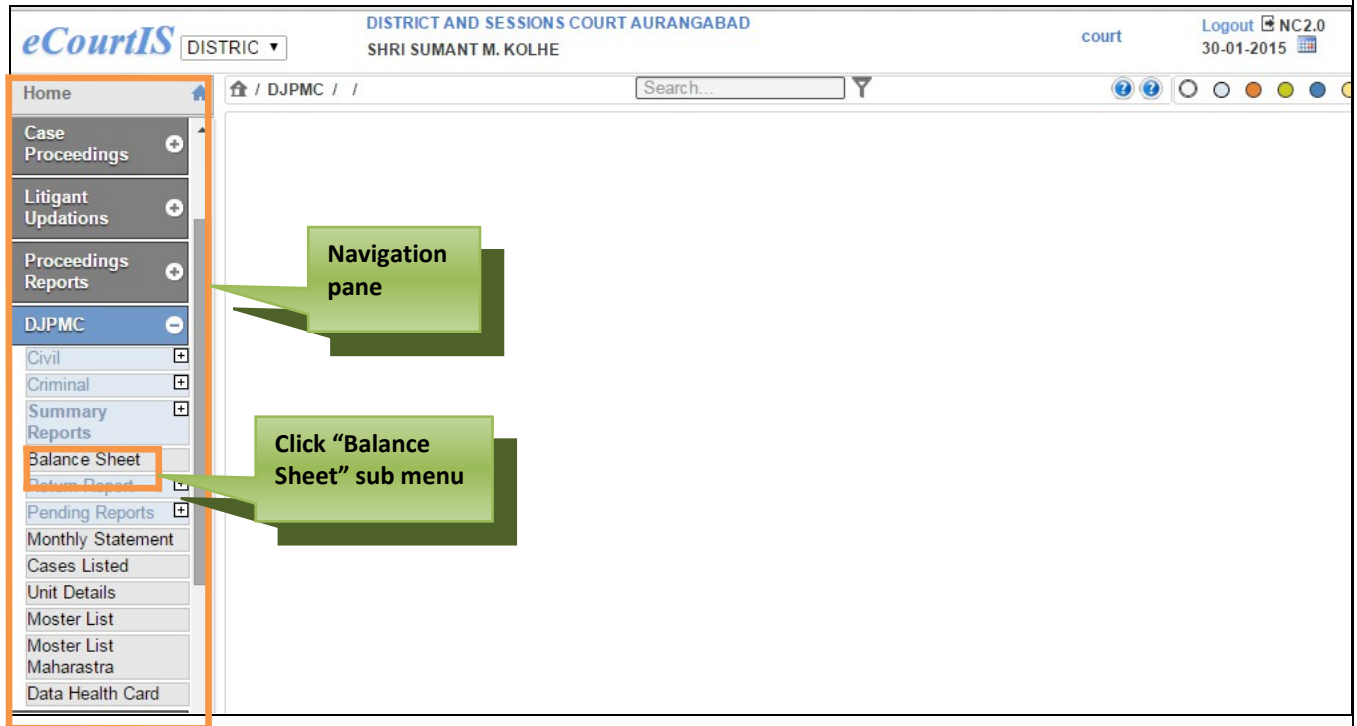 eCourtIS DISTRIC
DISTRICT AND SESSIONS COURT AURANGABAD
SHRI SUMANT M. KOLHE
court
Logout NC2.0
30-01-2015
Home
/ DJPMC / /
Search...
Case
Proceedings
Litigant
Updations
Proceedings
Reports
DJPMC
Civil
Criminal
Summary
Reports
Balance Sheet
Return Report
Pending Reports
Monthly Statement
Cases Listed
Unit Details
Moster List
Moster List
Maharastra
Data Health Card
Navigation
pane
Click “Balance
Sheet” sub menu